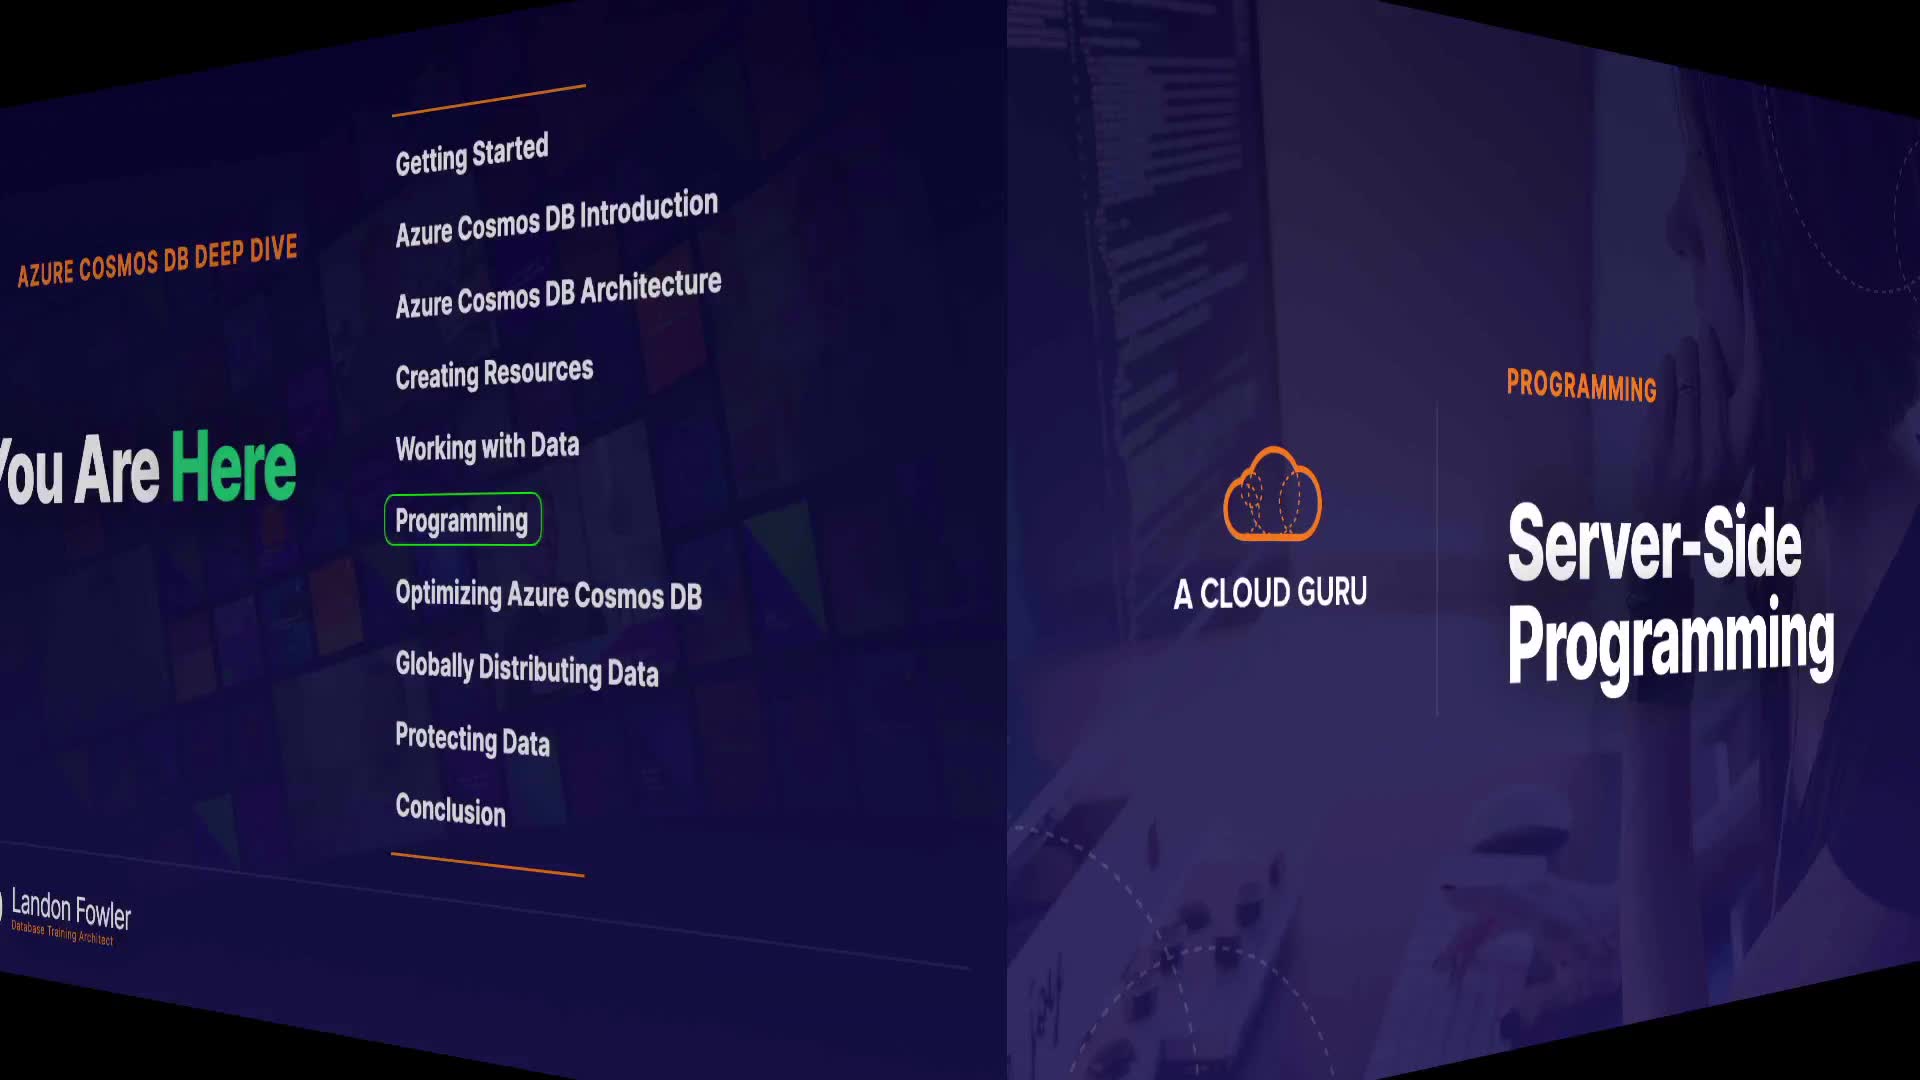 AZURE COSMOS DB DEEP DIVE
You Are Here
Getting Started
Azure Cosmos DB Introduction
Azure Cosmos DB Architecture
Creating Resources
Working with Data
Programming
Optimizing Azure Cosmos DB
Globally Distributing Data
Protecting Data
Conclusion
Landon Fowler
Database Training Architect
A CLOUD GURU
PROGRAMMING
Server-Side
Programming